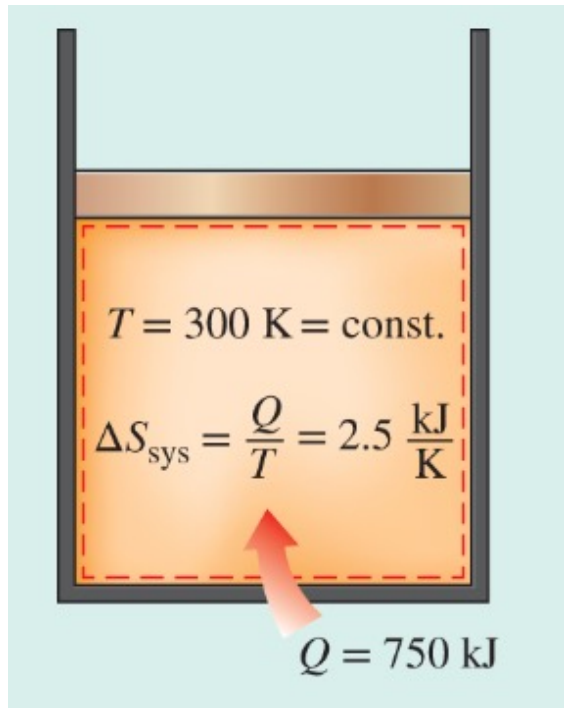 T = 300 K = const.
ΔS_sys = Q/T = 2.5 kJ/K
Q = 750 kJ